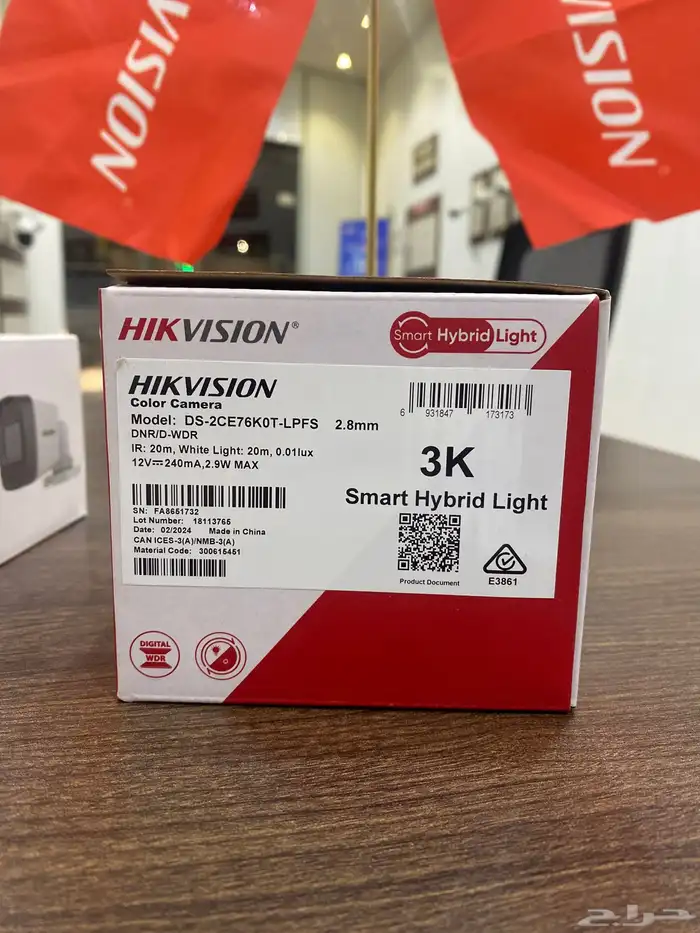 HIKVISION
VISION
HIKVISION®
Smart Hybrid Light
HIKVISION
Color Camera
Model: DS-2CE76K0T-LPFS 2.8mm
DNR/D-WDR
IR: 20m, White Light: 20m, 0.01lux
12V⎓240mA,2.9W MAX
6 931847 173173
3K
Smart Hybrid Light
SN: FA8651732
Lot Number: 18113765
Date: 02/2024 Made in China
CAN ICES-3(A)/NMB-3(A)
Material Code: 300615451
Product Document
E3861
DIGITAL
WDR
حراج